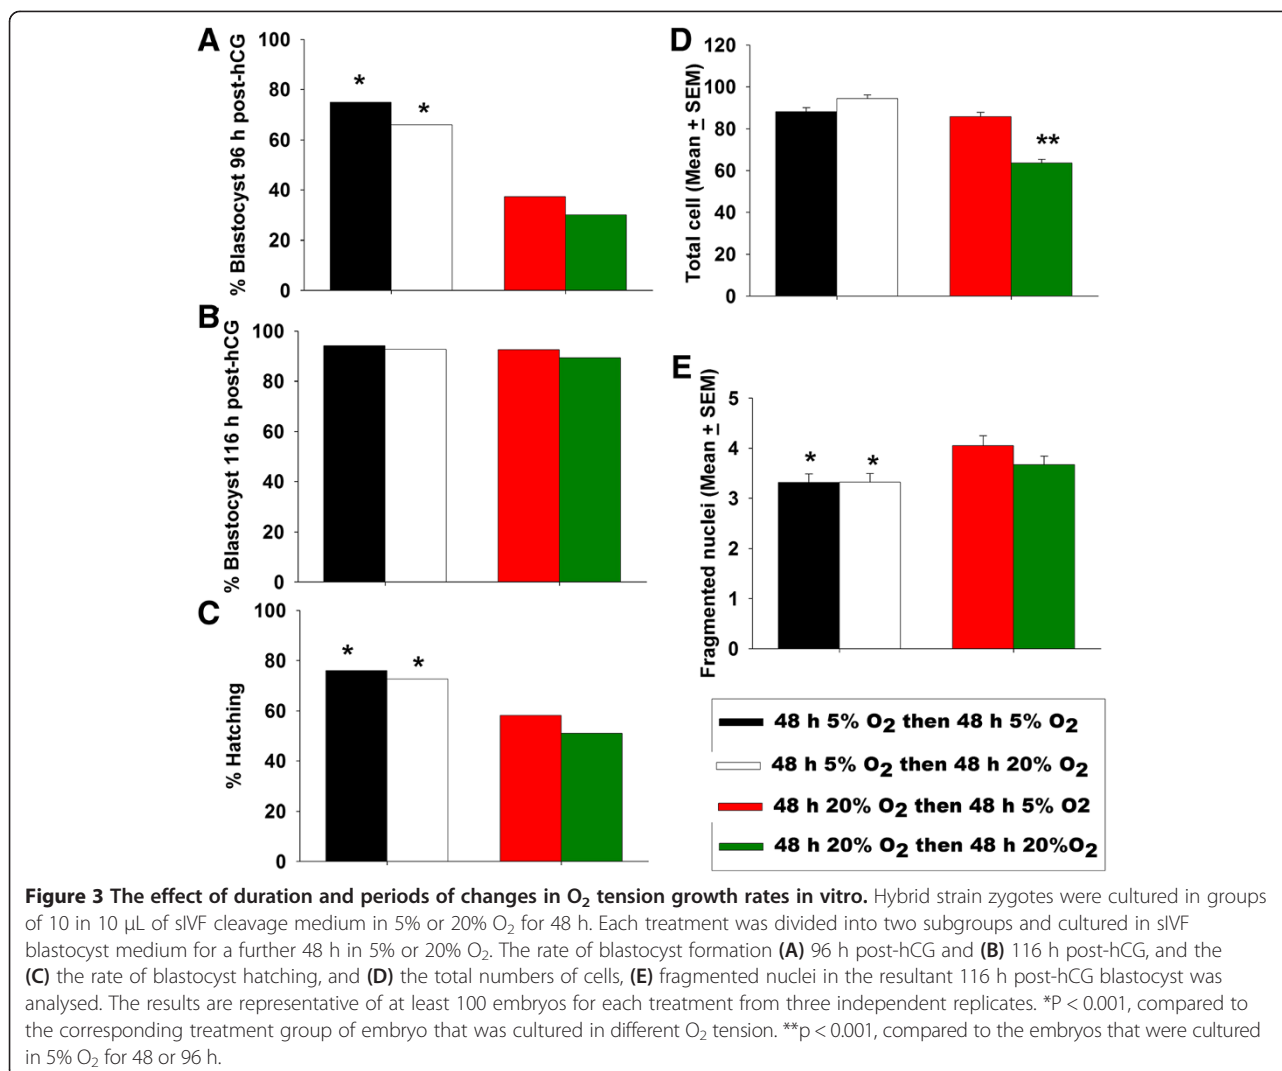 A
% Blastocyst 96 h post-hCG
100
80
60
40
20
0
*
*
B
% Blastocyst 116 h post-hCG
100
80
60
40
20
0
C
% Hatching
100
80
60
40
20
0
*
*
D
Total cell (Mean ± SEM)
120
100
80
60
40
20
0
**
E
Fragmented nuclei (Mean ± SEM)
5
4
3
2
1
0
*
*
48 h 5% O₂ then 48 h 5% O₂
48 h 5% O₂ then 48 h 20% O₂
48 h 20% O₂ then 48 h 5% O2
48 h 20% O₂ then 48 h 20%O₂
Figure 3 The effect of duration and periods of changes in O₂ tension growth rates in vitro. Hybrid strain zygotes were cultured in groups
of 10 in 10 μL of sIVF cleavage medium in 5% or 20% O₂ for 48 h. Each treatment was divided into two subgroups and cultured in sIVF
blastocyst medium for a further 48 h in 5% or 20% O₂. The rate of blastocyst formation (A) 96 h post-hCG and (B) 116 h post-hCG, and the
(C) the rate of blastocyst hatching, and (D) the total numbers of cells, (E) fragmented nuclei in the resultant 116 h post-hCG blastocyst was
analysed. The results are representative of at least 100 embryos for each treatment from three independent replicates. *P < 0.001, compared to
the corresponding treatment group of embryo that was cultured in different O₂ tension. **p < 0.001, compared to the embryos that were cultured
in 5% O₂ for 48 or 96 h.